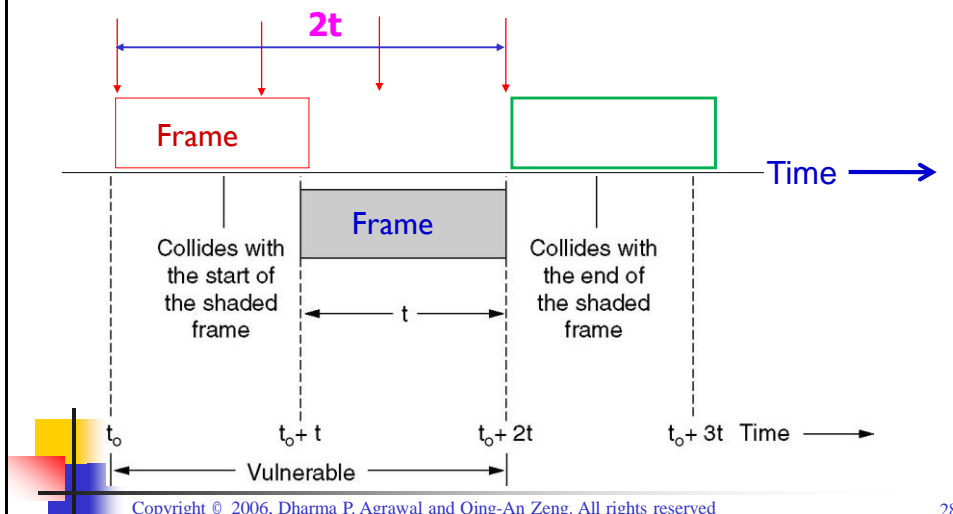 2t
Frame
Time
Frame
Collides with
the start of
the shaded
frame
t
Collides with
the end of
the shaded
frame
to
to+ t
to+ 2t
to+ 3t
Time
Vulnerable
Copyright © 2006, Dharma P. Agrawal and Qing-An Zeng. All rights reserved
28